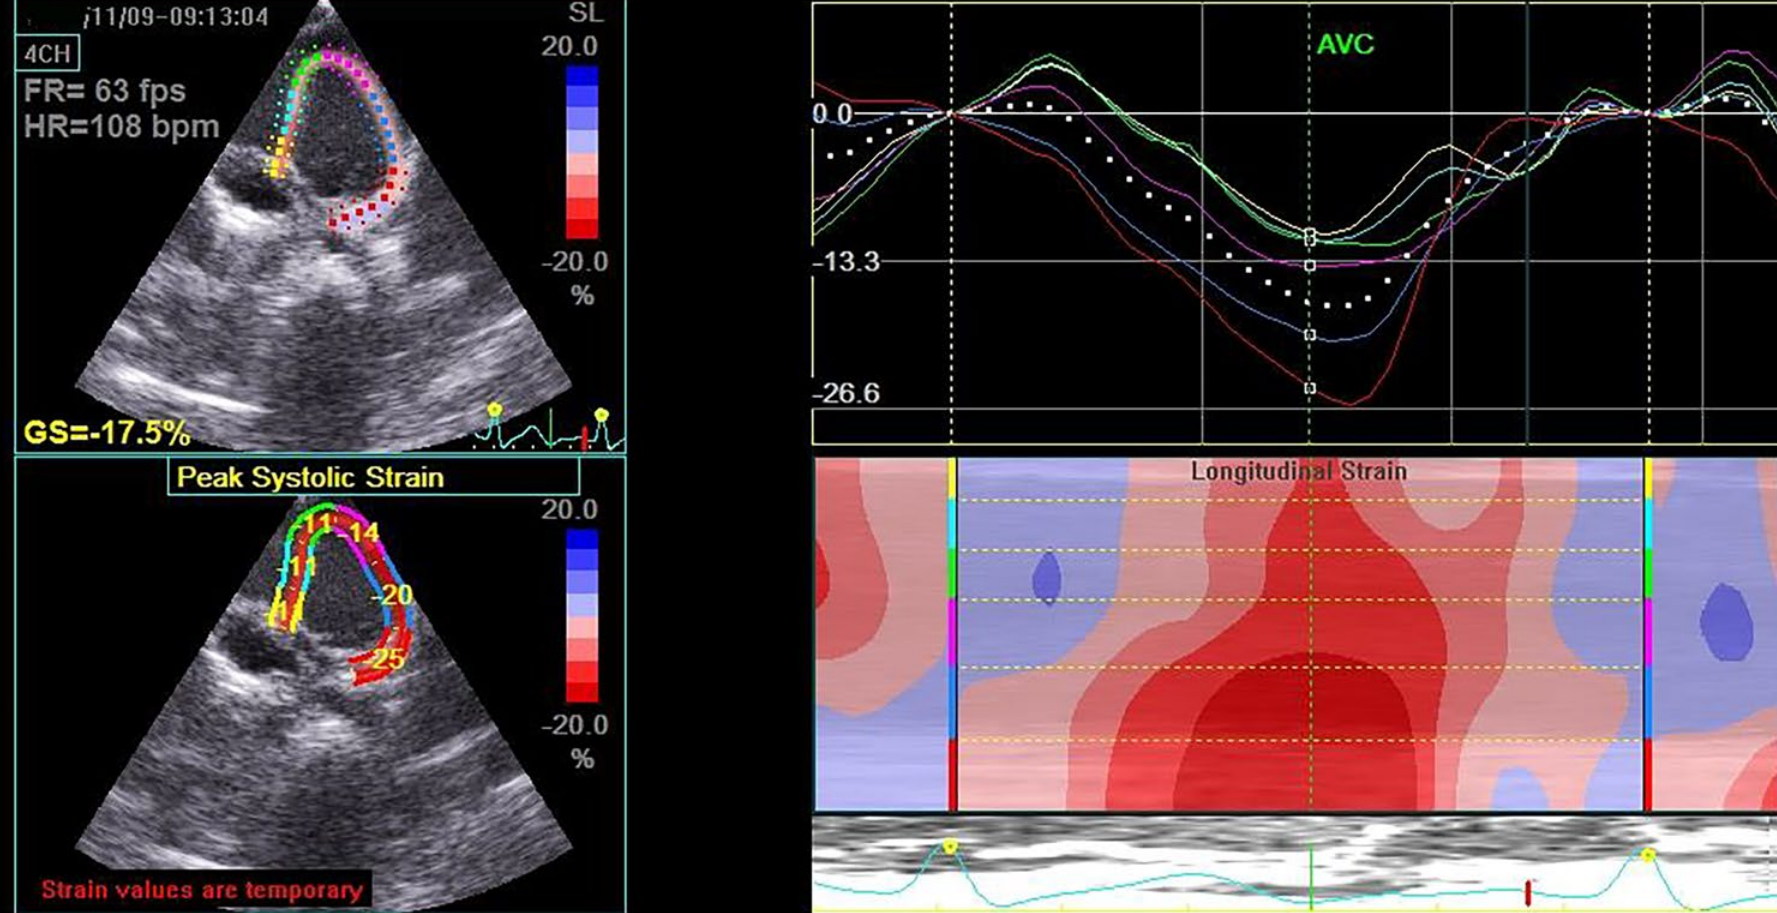 /11/09-09:13:04
SL
4CH
20.0
FR= 63 fps
HR=108 bpm
-20.0
%
GS=-17.5%
Peak Systolic Strain
20.0
-11
-14
-11
-20
-25
-20.0
%
Strain values are temporary
AVC
0.0
-13.3
-26.6
Longitudinal Strain